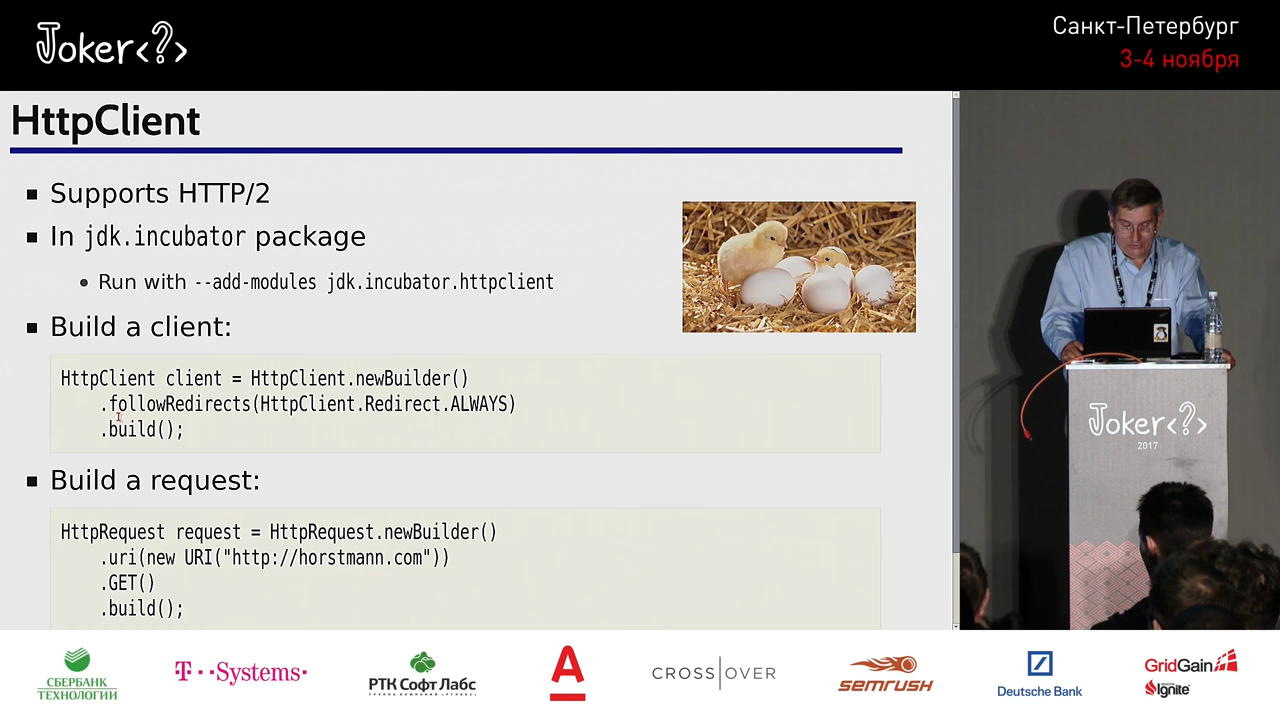 Joker<?>
Санкт-Петербург
3-4 ноября
HttpClient
Supports HTTP/2
In jdk.incubator package
Run with --add-modules jdk.incubator.httpclient
Build a client:
HttpClient client = HttpClient.newBuilder()
.followRedirects(HttpClient.Redirect.ALWAYS)
.build();
Build a request:
HttpRequest request = HttpRequest.newBuilder()
.uri(new URI("http://horstmann.com"))
.GET()
.build();
Joker<?>
2017
СБЕРБАНК
ТЕХНОЛОГИИ
T··Systems·
РТК Софт Лабс
А
CROSSOVER
semrush
Deutsche Bank
GridGain
Ignite